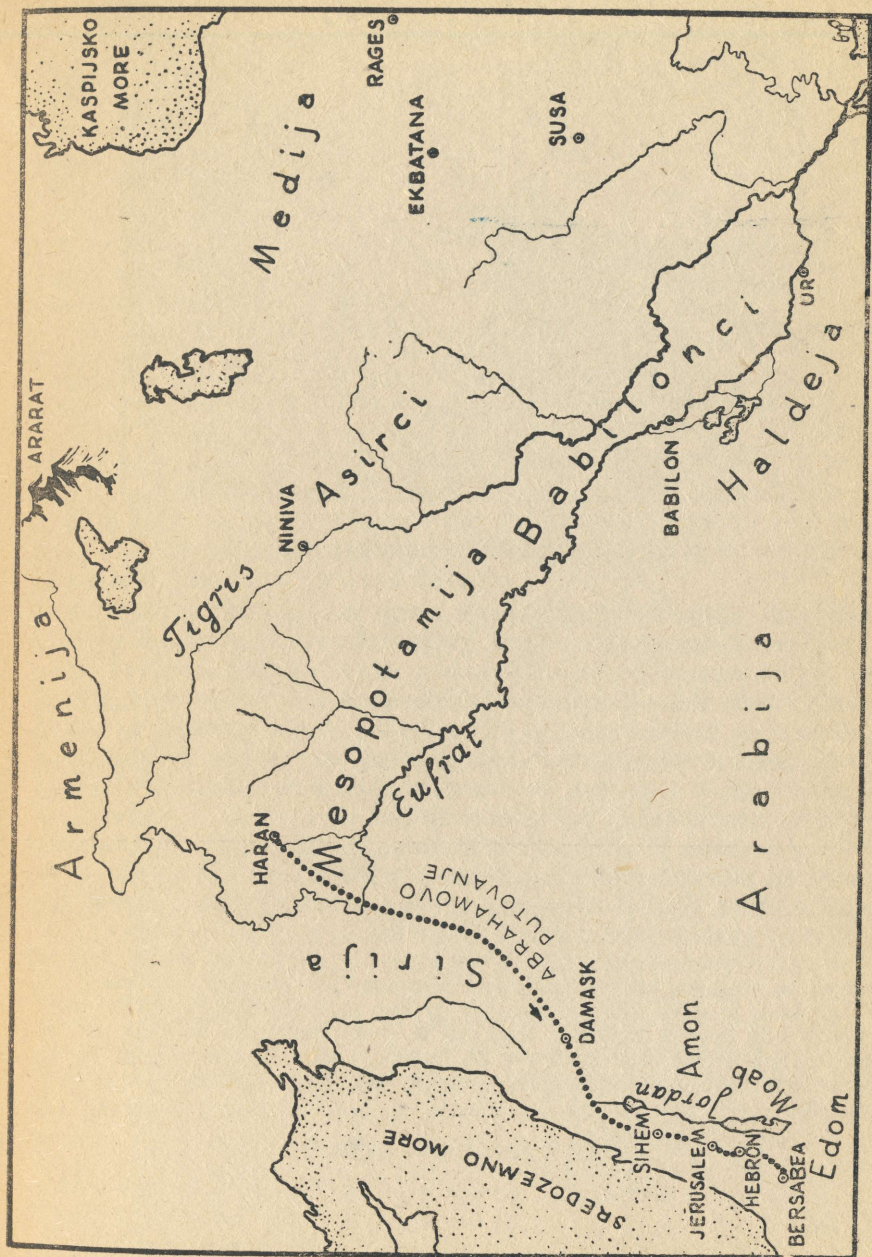 Armenija
ARARAT
KASPIJSKO
MORE
Tigris
NINIVA
Asirci
Medija
RAGES
EKBATANA
SUSA
HARAN
Mesopotamija
Babilonci
Eufrat
ABRAHAMOVO
PUTOVANJE
Sirija
BABILON
Haldeja
UR
Arabija
DAMASK
SREDOZEMNO MORE
SIHEM
JERUSALEM
HEBRON
BERSABEA
Jordan
Amon
Moab
Edom